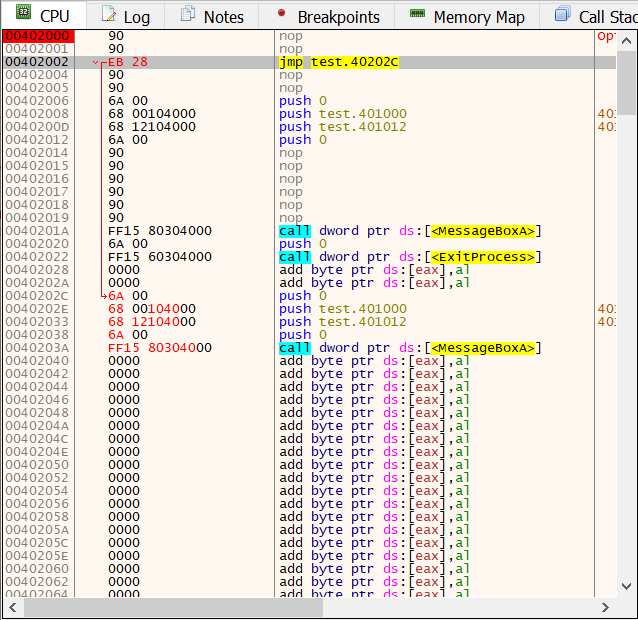 CPU Log Notes Breakpoints Memory Map Call Stac
00402000 90 nop Opt
00402001 90 nop
00402002 EB 28 jmp test.40202C
00402004 90 nop
00402005 90 nop
00402006 6A 00 push 0
00402008 68 00104000 push test.401000 401
0040200D 68 12104000 push test.401012 401
00402012 6A 00 push 0
00402014 90 nop
00402015 90 nop
00402016 90 nop
00402017 90 nop
00402018 90 nop
00402019 90 nop
0040201A FF15 80304000 call dword ptr ds:[<MessageBoxA>]
00402020 6A 00 push 0
00402022 FF15 60304000 call dword ptr ds:[<ExitProcess>]
00402028 0000 add byte ptr ds:[eax],al
0040202A 0000 add byte ptr ds:[eax],al
0040202C 6A 00 push 0
0040202E 68 00104000 push test.401000 401
00402033 68 12104000 push test.401012 401
00402038 6A 00 push 0
0040203A FF15 80304000 call dword ptr ds:[<MessageBoxA>]
00402040 0000 add byte ptr ds:[eax],al
00402042 0000 add byte ptr ds:[eax],al
00402044 0000 add byte ptr ds:[eax],al
00402046 0000 add byte ptr ds:[eax],al
00402048 0000 add byte ptr ds:[eax],al
0040204A 0000 add byte ptr ds:[eax],al
0040204C 0000 add byte ptr ds:[eax],al
0040204E 0000 add byte ptr ds:[eax],al
00402050 0000 add byte ptr ds:[eax],al
00402052 0000 add byte ptr ds:[eax],al
00402054 0000 add byte ptr ds:[eax],al
00402056 0000 add byte ptr ds:[eax],al
00402058 0000 add byte ptr ds:[eax],al
0040205A 0000 add byte ptr ds:[eax],al
0040205C 0000 add byte ptr ds:[eax],al
0040205E 0000 add byte ptr ds:[eax],al
00402060 0000 add byte ptr ds:[eax],al
00402062 0000 add byte ptr ds:[eax],al
00402064 0000 add byte ptr ds:[eax],al